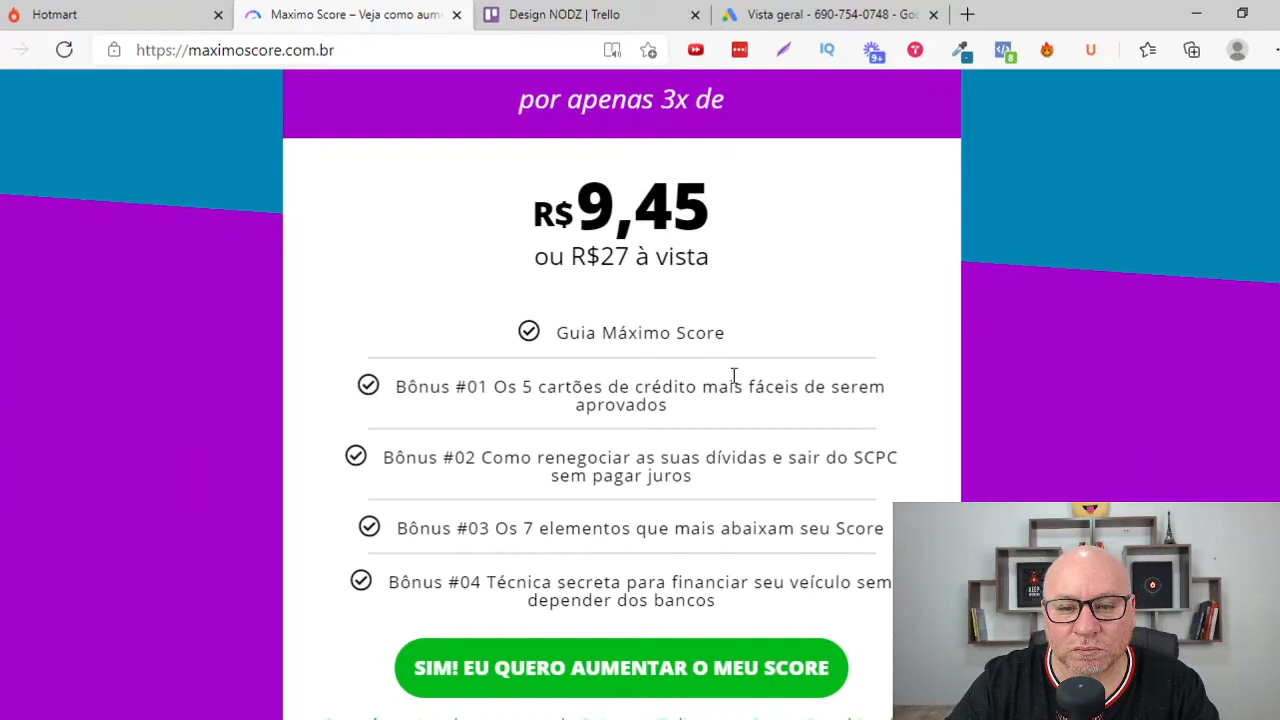 Hotmart
Maximo Score – Veja como aum
Design NODZ | Trello
Vista geral - 690-754-0748 - Goo
https://maximoscore.com.br
IQ
9+
8
U
por apenas 3x de
R$9,45
ou R$27 à vista
Guia Máximo Score
Bônus #01 Os 5 cartões de crédito mais fáceis de serem
aprovados
Bônus #02 Como renegociar as suas dívidas e sair do SCPC
sem pagar juros
Bônus #03 Os 7 elementos que mais abaixam seu Score
Bônus #04 Técnica secreta para financiar seu veículo sem
depender dos bancos
SIM! EU QUERO AUMENTAR O MEU SCORE